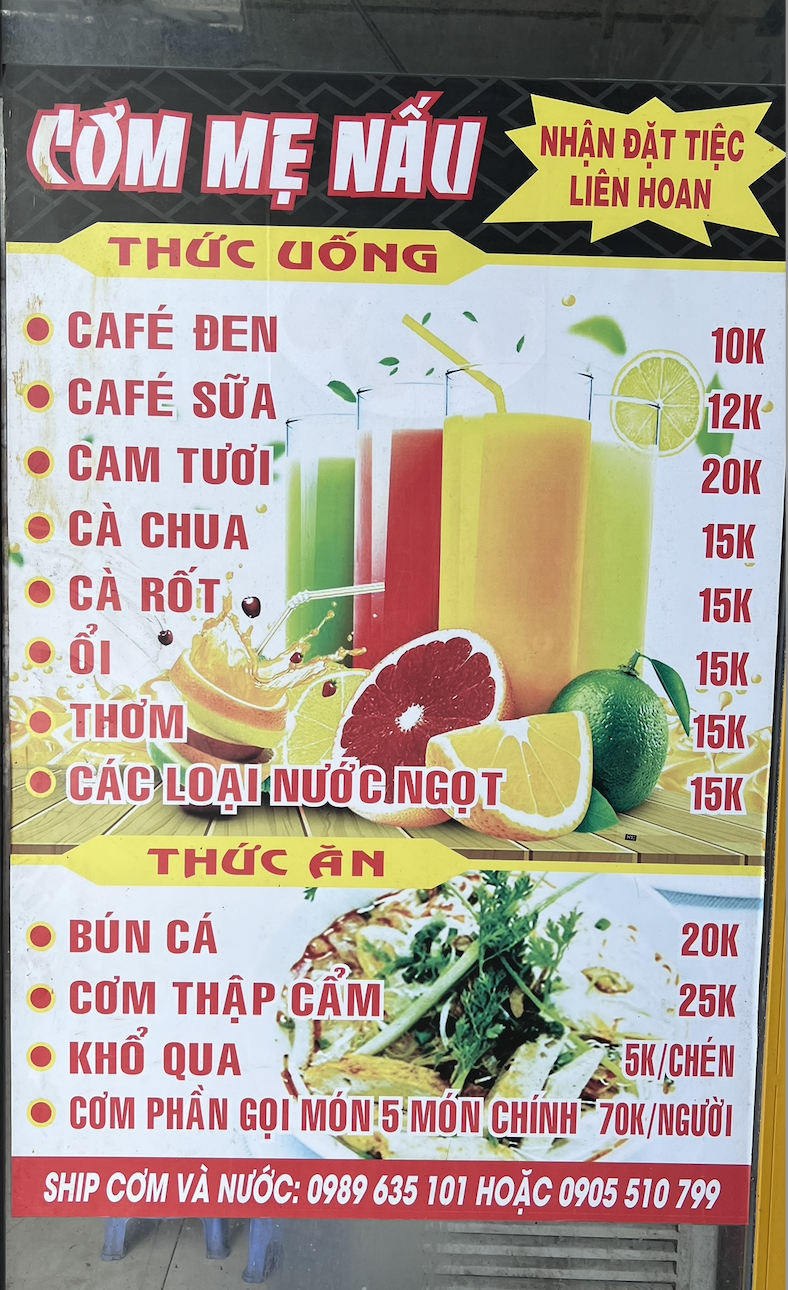 CƠM MẸ NẤU
NHẬN ĐẶT TIỆC
LIÊN HOAN
THỨC UỐNG
CAFÉ ĐEN 10K
CAFÉ SỮA 12K
CAM TƯƠI 20K
CÀ CHUA 15K
CÀ RỐT 15K
ỔI 15K
THƠM 15K
CÁC LOẠI NƯỚC NGỌT 15K
THỨC ĂN
BÚN CÁ 20K
CƠM THẬP CẨM 25K
KHỔ QUA 5K/CHÉN
CƠM PHẦN GỌI MÓN 5 MÓN CHÍNH 70K/NGƯỜI
SHIP CƠM VÀ NƯỚC: 0989 635 101 HOẶC 0905 510 799